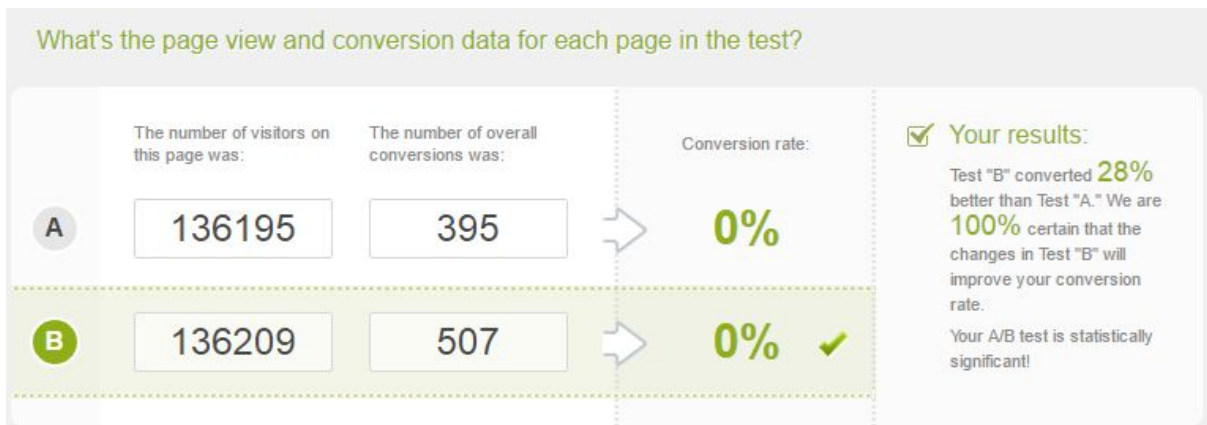 What's the page view and conversion data for each page in the test?
The number of visitors on
this page was:
The number of overall
conversions was:
Conversion rate:
A
136195
395
0%
B
136209
507
0%
Your results:
Test "B" converted 28%
better than Test "A." We are
100% certain that the
changes in Test "B" will
improve your conversion
rate.
Your A/B test is statistically
significant!